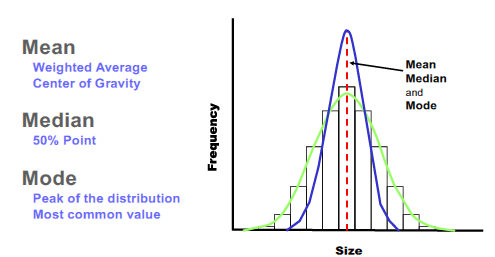 Mean
Weighted Average
Center of Gravity
Median
50% Point
Mode
Peak of the distribution
Most common value
Frequency
Mean
Median
and
Mode
Size